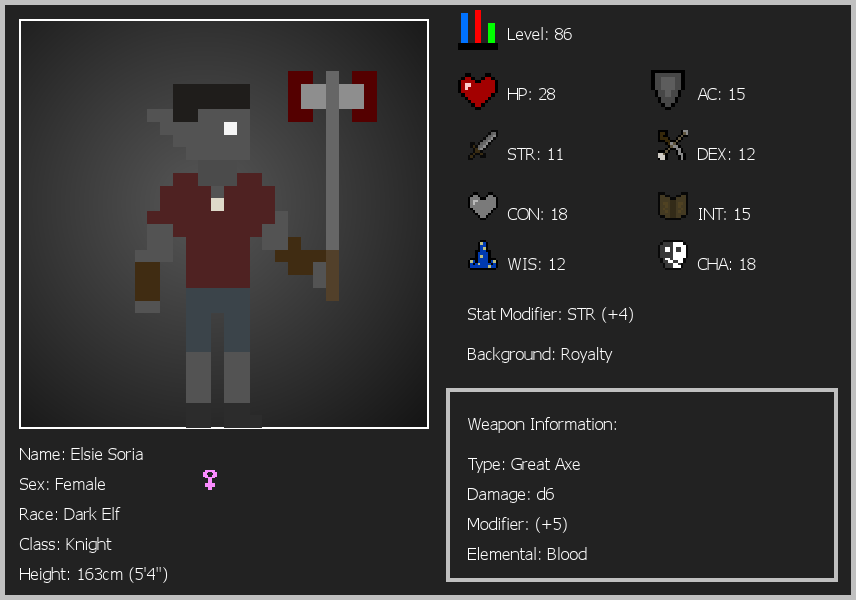 Level: 86
HP: 28
AC: 15
STR: 11
DEX: 12
CON: 18
INT: 15
WIS: 12
CHA: 18
Stat Modifier: STR (+4)
Background: Royalty
Weapon Information:
Type: Great Axe
Damage: d6
Modifier: (+5)
Elemental: Blood
Name: Elsie Soria
Sex: Female
Race: Dark Elf
Class: Knight
Height: 163cm (5'4")